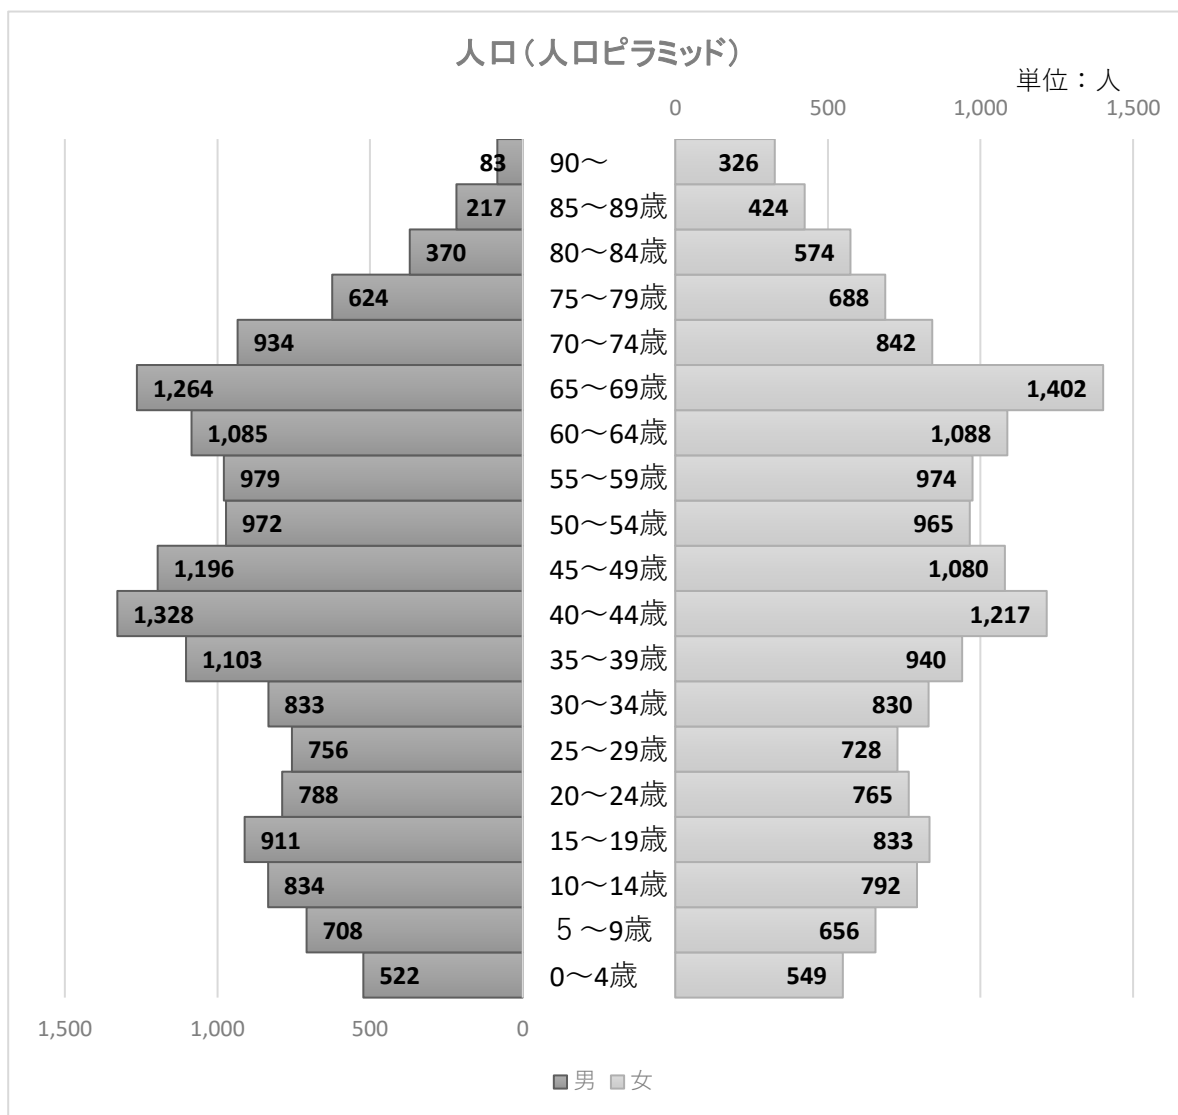 人口（人口ピラミッド）
単位：人
0 500 1,000 1,500
83 90～ 326
217 85～89歳 424
370 80～84歳 574
624 75～79歳 688
934 70～74歳 842
1,264 65～69歳 1,402
1,085 60～64歳 1,088
979 55～59歳 974
972 50～54歳 965
1,196 45～49歳 1,080
1,328 40～44歳 1,217
1,103 35～39歳 940
833 30～34歳 830
756 25～29歳 728
788 20～24歳 765
911 15～19歳 833
834 10～14歳 792
708 ５～9歳 656
522 0～4歳 549
1,500 1,000 500 0
男 女